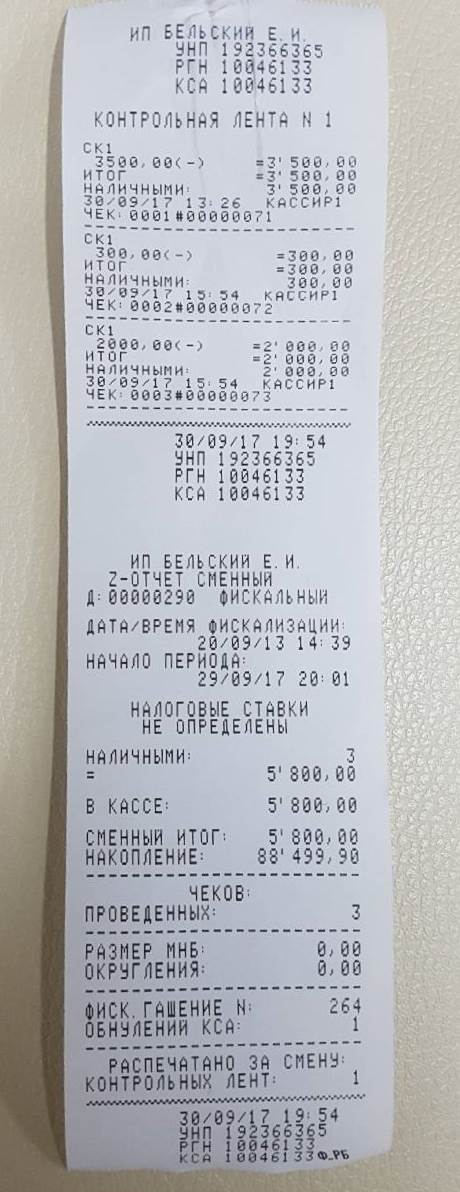 ИП БЕЛЬСКИЙ Е.И.
УНП 192366365
РГН 10046133
КСА 10046133
КОНТРОЛЬНАЯ ЛЕНТА N 1
СК1
3500,00(-) =3'500,00
ИТОГ =3'500,00
НАЛИЧНЫМИ: 3'500,00
30/09/17 13:26 КАССИР1
ЧЕК:0001#00000071
СК1
300,00(-) =300,00
ИТОГ =300,00
НАЛИЧНЫМИ: 300,00
30/09/17 15:54 КАССИР1
ЧЕК:0002#00000072
СК1
2000,00(-) =2'000,00
ИТОГ =2'000,00
НАЛИЧНЫМИ: 2'000,00
30/09/17 15:54 КАССИР1
ЧЕК:0003#00000073
30/09/17 19:54
УНП 192366365
РГН 10046133
КСА 10046133
ИП БЕЛЬСКИЙ Е.И.
Z-ОТЧЕТ СМЕННЫЙ
Д:00000290 ФИСКАЛЬНЫЙ
ДАТА/ВРЕМЯ ФИСКАЛИЗАЦИИ:
20/09/13 14:39
НАЧАЛО ПЕРИОДА:
29/09/17 20:01
НАЛОГОВЫЕ СТАВКИ
НЕ ОПРЕДЕЛЕНЫ
НАЛИЧНЫМИ: 3
= 5'800,00
В КАССЕ: 5'800,00
СМЕННЫЙ ИТОГ: 5'800,00
НАКОПЛЕНИЕ: 88'499,90
ЧЕКОВ:
ПРОВЕДЕННЫХ: 3
РАЗМЕР МНБ: 0,00
ОКРУГЛЕНИЯ: 0,00
ФИСК.ГАШЕНИЕ N: 264
ОБНУЛЕНИЙ КСА: 1
РАСПЕЧАТАНО ЗА СМЕНУ:
КОНТРОЛЬНЫХ ЛЕНТ: 1
30/09/17 19:54
УНП 192366365
РГН 10046133
КСА 10046133Ф_РБ